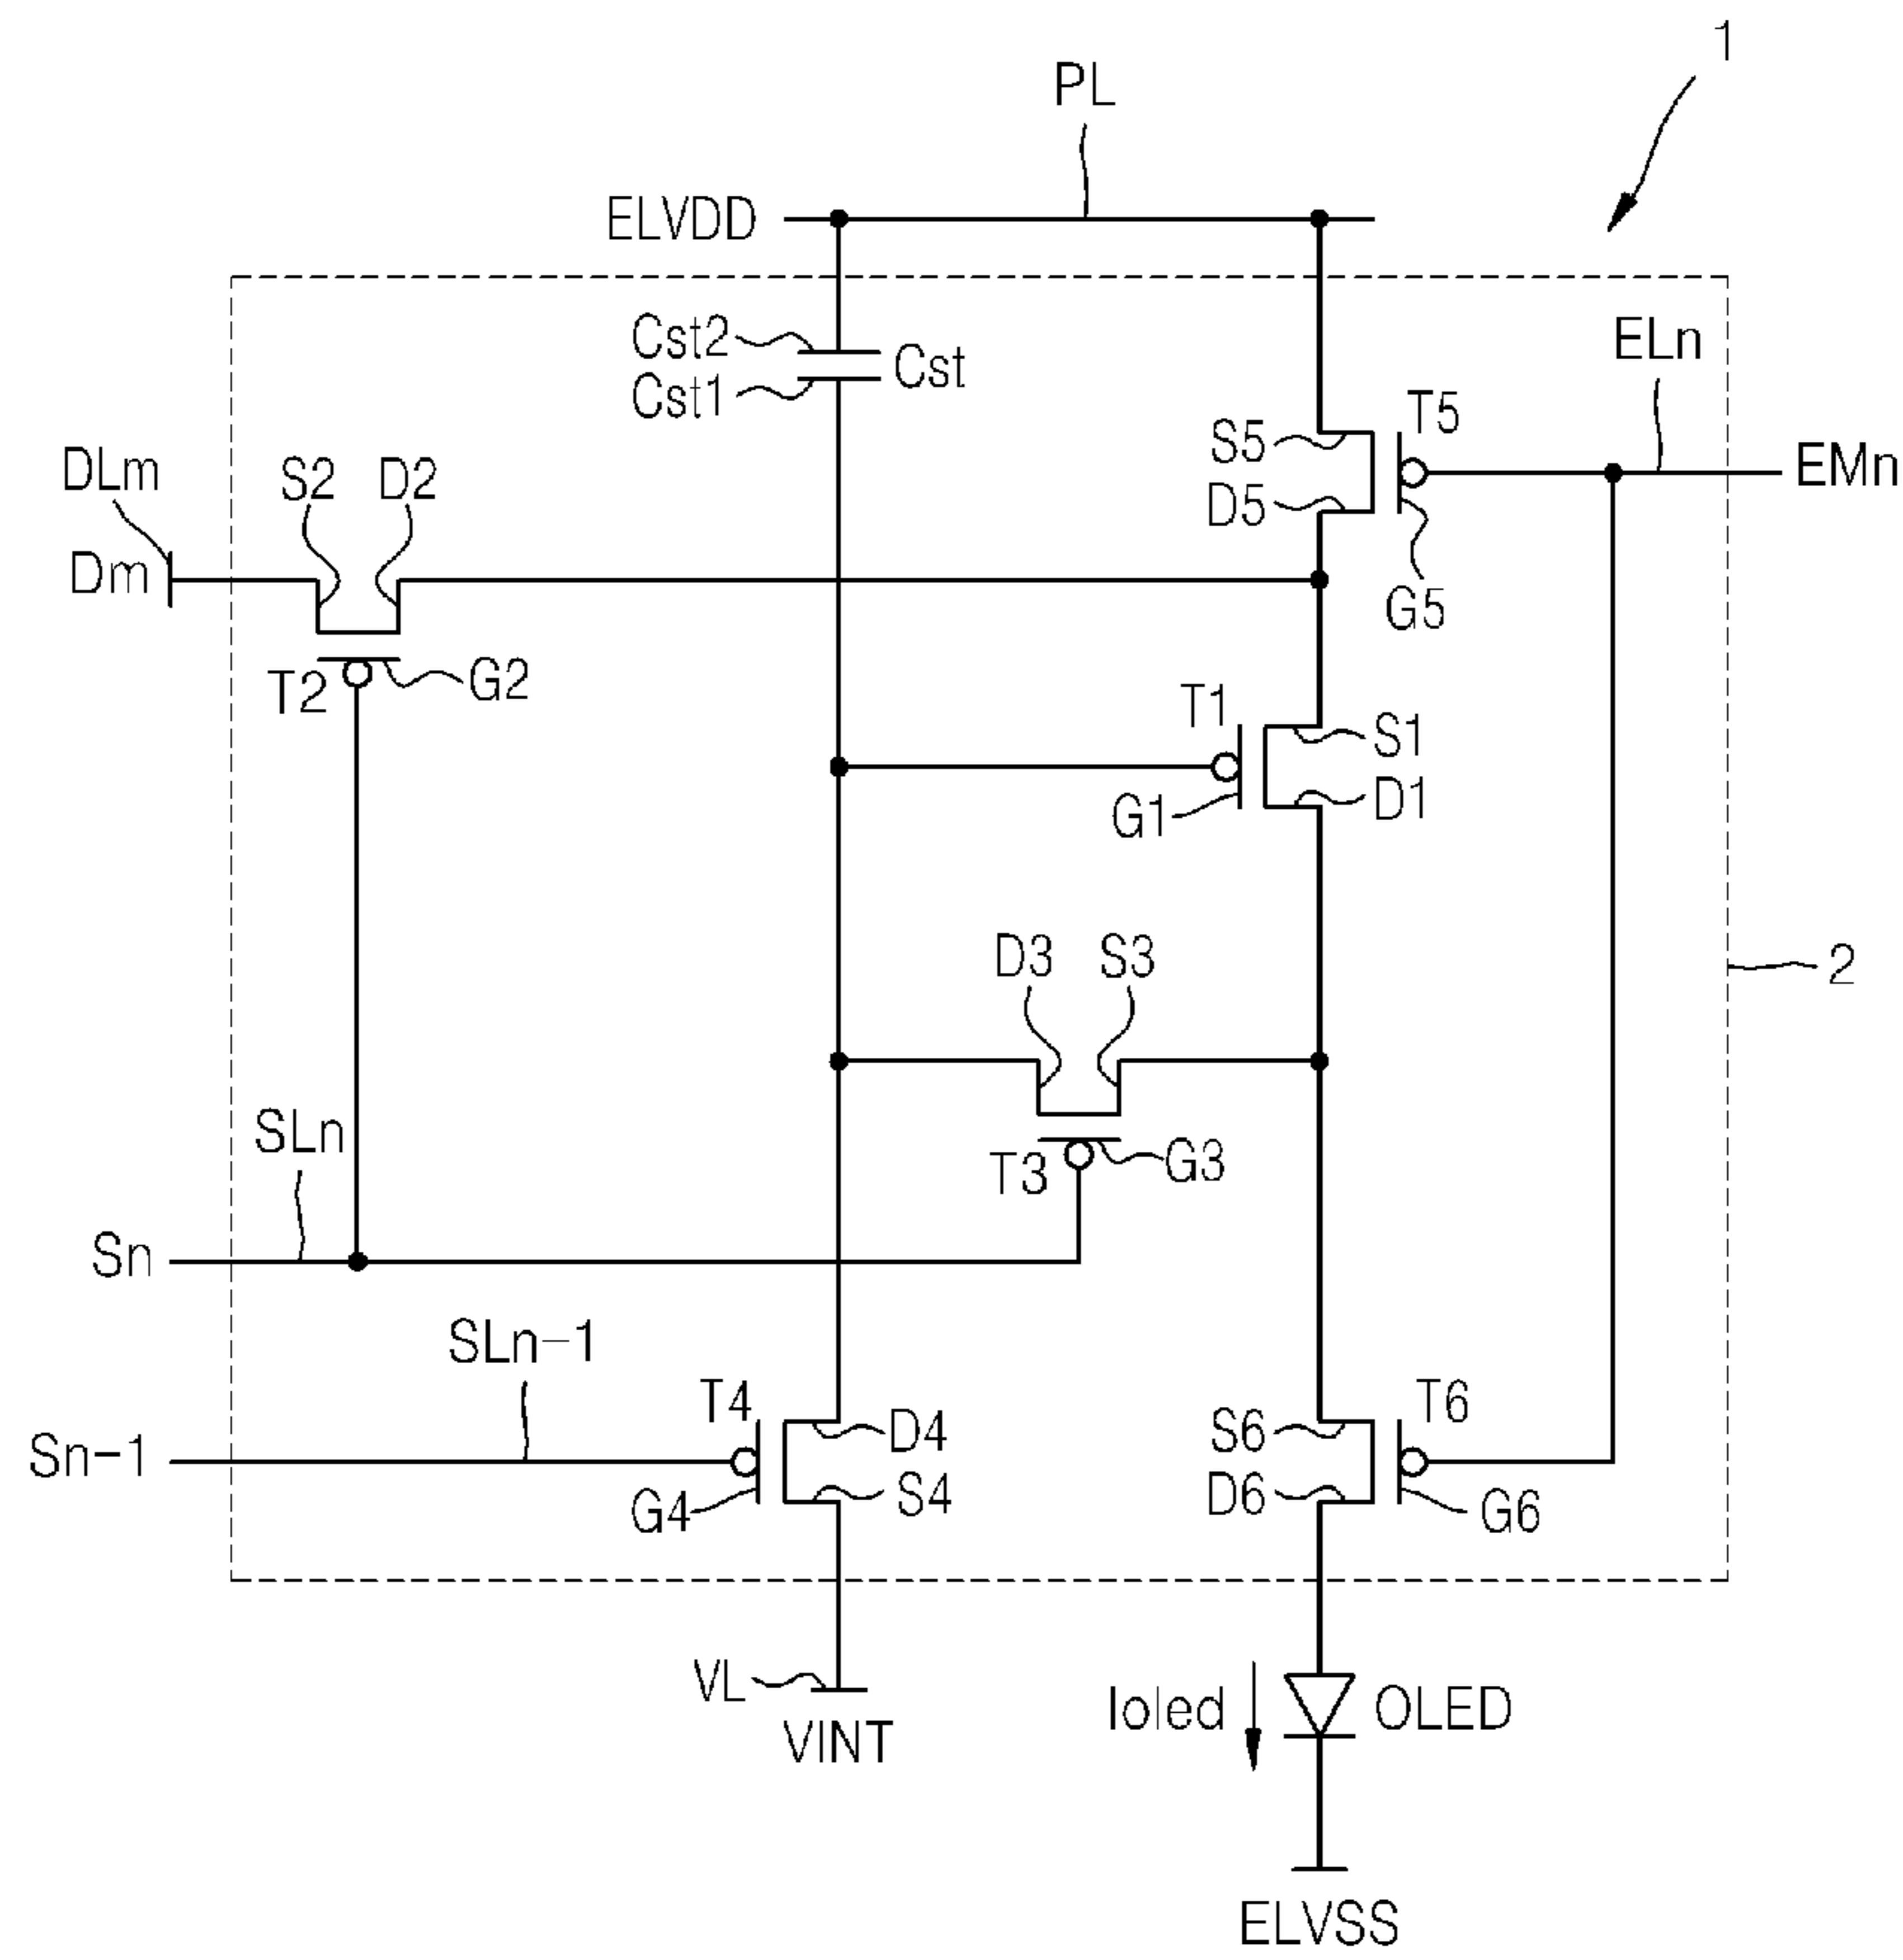 1
PL
ELVDD
Cst2
Cst
Cst1
ELn
T5
S5
D5
EMn
DLm
S2
D2
Dm
G5
T2
G2
T1
S1
G1
D1
D3
S3
2
SLn
T3
G3
Sn
SLn-1
T4
D4
S6
T6
Sn-1
G4
S4
D6
G6
VL
VINT
Ioled
OLED
ELVSS